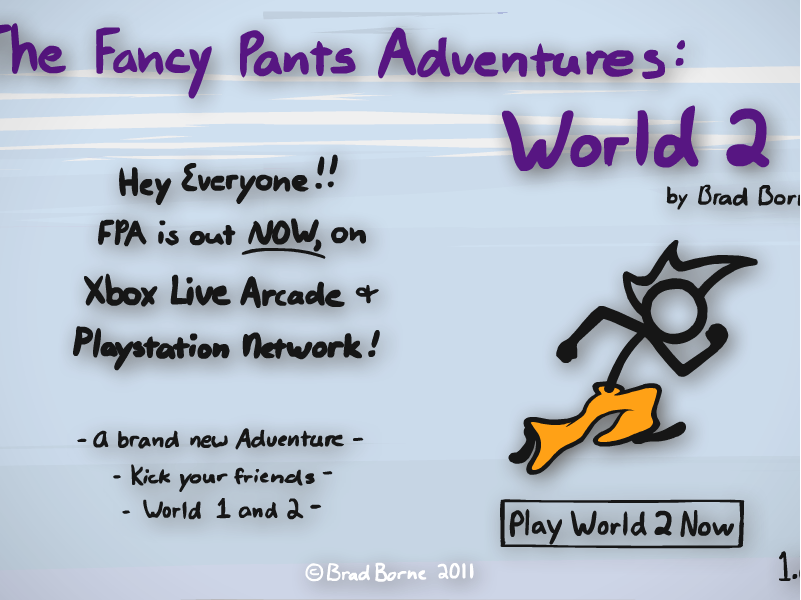 The Fancy Pants Adventures:
World 2
by Brad
Hey Everyone!!
FPA is out NOW, on
Xbox Live Arcade &
Playstation Network!
- A brand new Adventure -
- Kick your friends -
- World 1 and 2 -
Play World 2 Now
©Brad Borne 2011